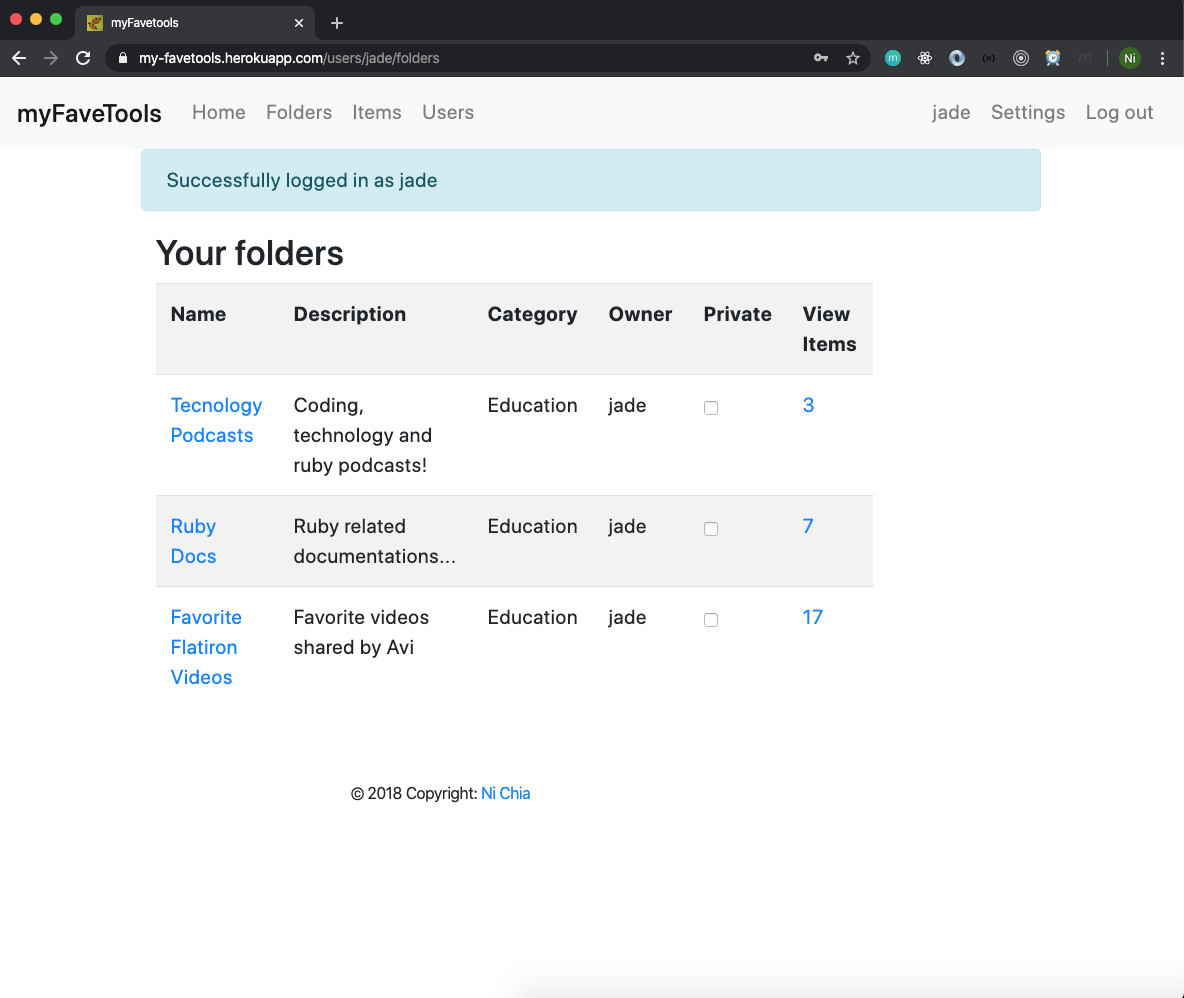 myFavetools
my-favetools.herokuapp.com/users/jade/folders
m
Ni
myFaveTools Home Folders Items Users jade Settings Log out
Successfully logged in as jade
Your folders
Name Description Category Owner Private View
Items
Tecnology Coding, Education jade 3
Podcasts technology and
ruby podcasts!
Ruby Ruby related Education jade 7
Docs documentations...
Favorite Favorite videos Education jade 17
Flatiron shared by Avi
Videos
© 2018 Copyright: Ni Chia